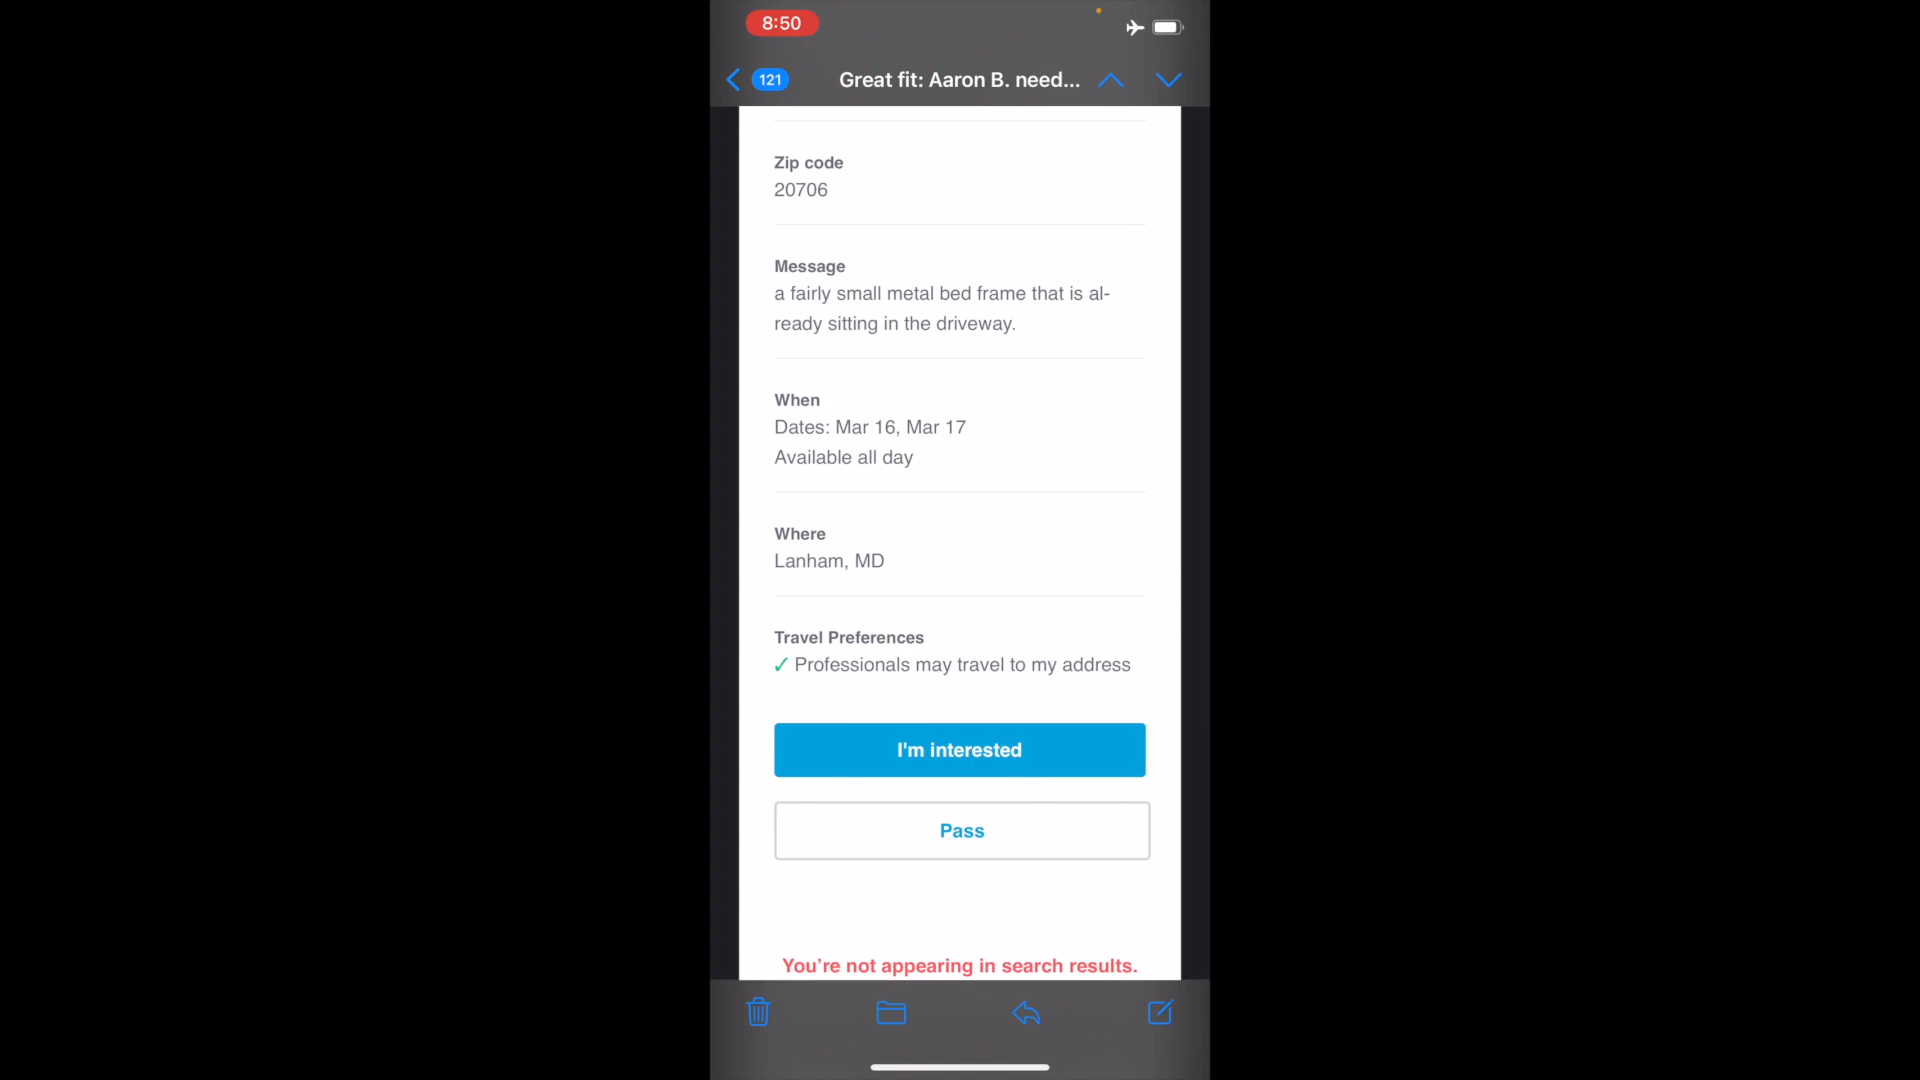 8:50
121
Great fit: Aaron B. need...
Zip code
20706
Message
a fairly small metal bed frame that is al-
ready sitting in the driveway.
When
Dates: Mar 16, Mar 17
Available all day
Where
Lanham, MD
Travel Preferences
✓ Professionals may travel to my address
I'm interested
Pass
You’re not appearing in search results.